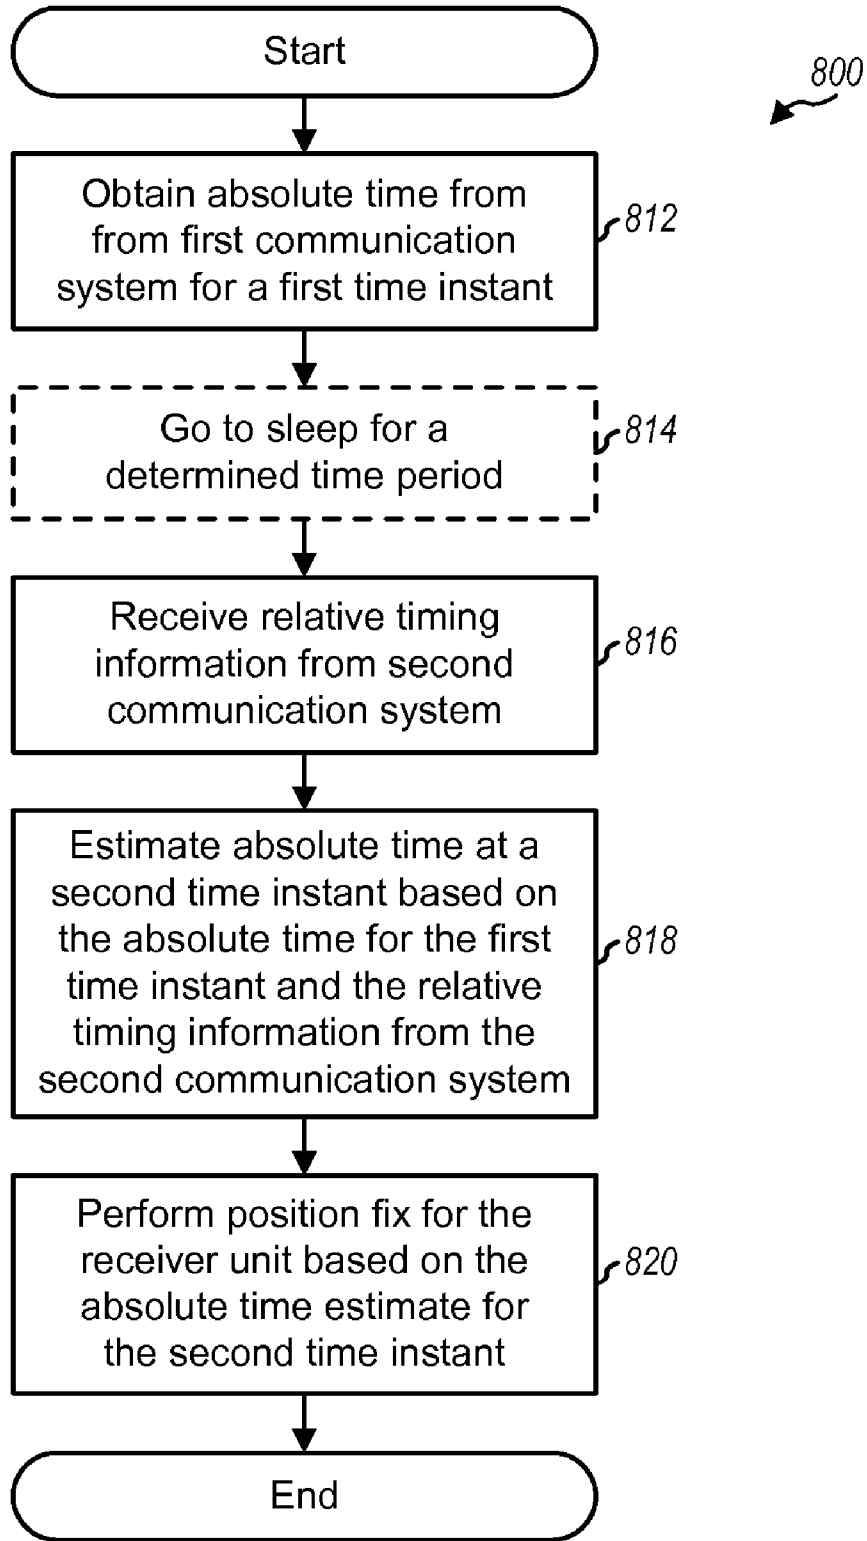 Start
800
Obtain absolute time from
from first communication
system for a first time instant
812
Go to sleep for a
determined time period
814
Receive relative timing
information from second
communication system
816
Estimate absolute time at a
second time instant based on
the absolute time for the first
time instant and the relative
timing information from the
second communication system
818
Perform position fix for the
receiver unit based on the
absolute time estimate for
the second time instant
820
End